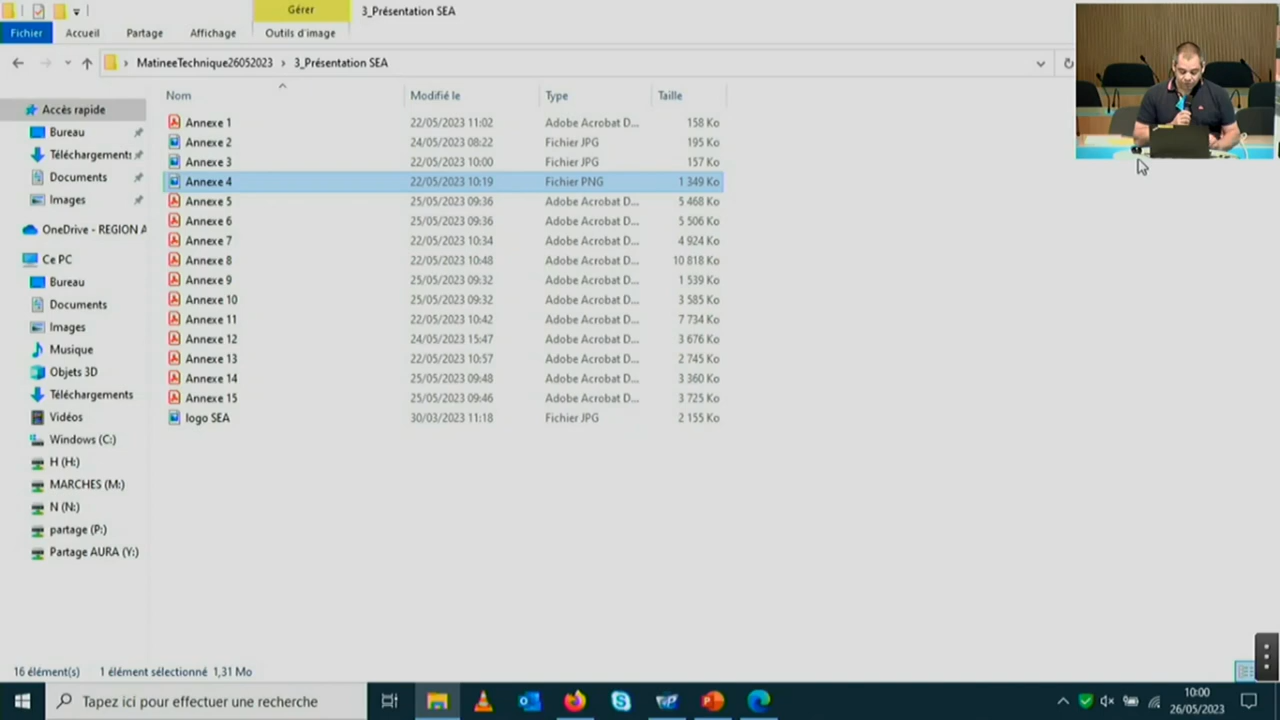 Gérer
3_Présentation SEA
Fichier
Accueil
Partage
Affichage
Outils d'image
MatineeTechnique26052023 › 3_Présentation SEA
Nom Modifié le Type Taille
Accès rapide
Bureau
Téléchargements
Documents
Images
OneDrive - REGION A
Ce PC
Bureau
Documents
Images
Musique
Objets 3D
Téléchargements
Vidéos
Windows (C:)
H (H:)
MARCHES (M:)
N (N:)
partage (P:)
Partage AURA (Y:)
Annexe 1 22/05/2023 11:02 Adobe Acrobat D... 158 Ko
Annexe 2 24/05/2023 08:22 Fichier JPG 195 Ko
Annexe 3 22/05/2023 10:00 Fichier JPG 157 Ko
Annexe 4 22/05/2023 10:19 Fichier PNG 1 349 Ko
Annexe 5 25/05/2023 09:36 Adobe Acrobat D... 5 468 Ko
Annexe 6 25/05/2023 09:36 Adobe Acrobat D... 5 506 Ko
Annexe 7 22/05/2023 10:34 Adobe Acrobat D... 4 924 Ko
Annexe 8 22/05/2023 10:48 Adobe Acrobat D... 10 818 Ko
Annexe 9 25/05/2023 09:32 Adobe Acrobat D... 1 539 Ko
Annexe 10 25/05/2023 09:32 Adobe Acrobat D... 3 585 Ko
Annexe 11 22/05/2023 10:42 Adobe Acrobat D... 7 734 Ko
Annexe 12 24/05/2023 15:47 Adobe Acrobat D... 3 676 Ko
Annexe 13 22/05/2023 10:57 Adobe Acrobat D... 2 745 Ko
Annexe 14 25/05/2023 09:48 Adobe Acrobat D... 3 360 Ko
Annexe 15 25/05/2023 09:46 Adobe Acrobat D... 3 725 Ko
logo SEA 30/03/2023 11:18 Fichier JPG 2 155 Ko
16 élément(s) 1 élément sélectionné 1,31 Mo
Tapez ici pour effectuer une recherche
10:00
26/05/2023